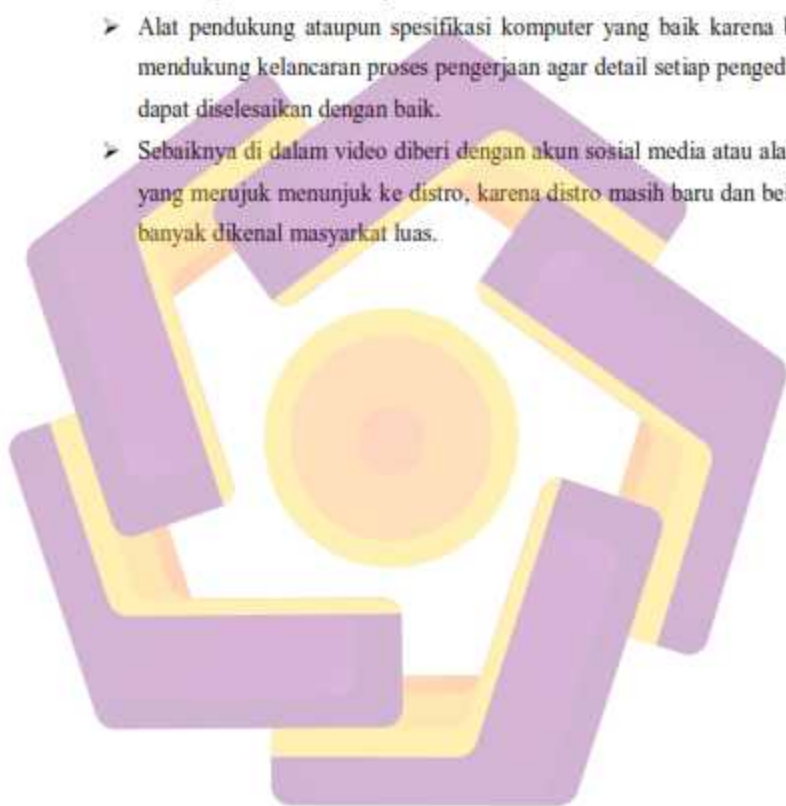 ➤ Alat pendukung ataupun spesifikasi komputer yang baik karena
mendukung kelancaran proses pengerjaan agar detail setiap
dapat diselesaikan dengan baik.
➤ Sebaiknya di dalam video diberi dengan akun sosial media atau
yang merujuk menunjuk ke distro, karena distro masih baru dan
banyak dikenal masyarkat luas.